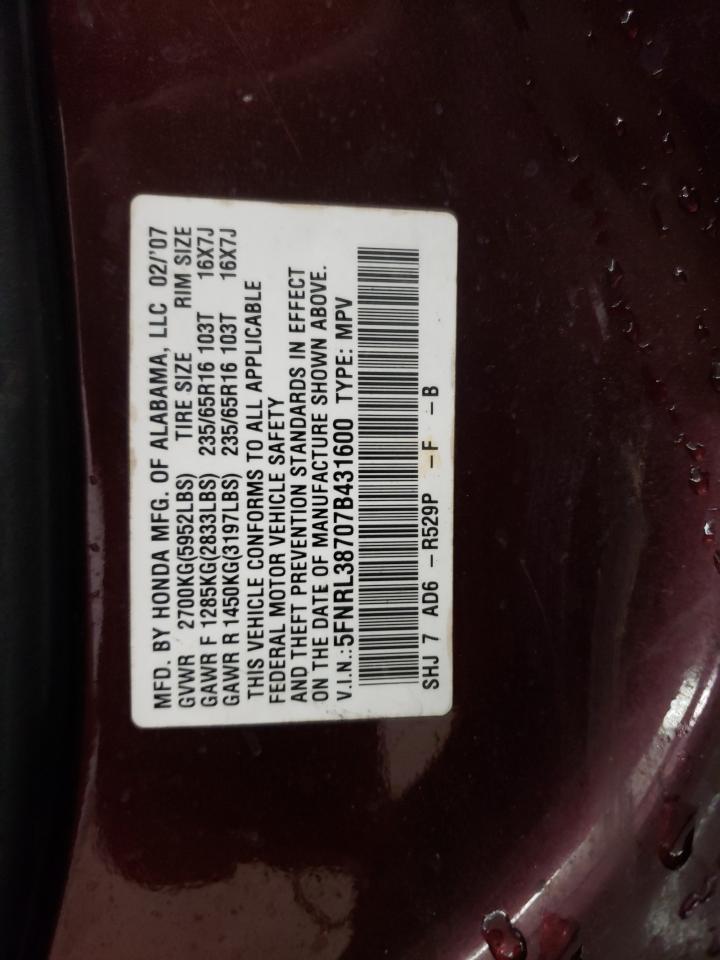 MFD. BY HONDA MFG. OF ALABAMA, LLC 02/'07
GVWR 2700KG(5952LBS) TIRE SIZE RIM SIZE
GAWR F 1285KG(2833LBS) 235/65R16 103T 16X7J
GAWR R 1450KG(3197LBS) 235/65R16 103T 16X7J
THIS VEHICLE CONFORMS TO ALL APPLICABLE
FEDERAL MOTOR VEHICLE SAFETY
AND THEFT PREVENTION STANDARDS IN EFFECT
ON THE DATE OF MANUFACTURE SHOWN ABOVE.
V.I.N.:5FNRL38707B431600 TYPE: MPV
SHJ 7 AD6 -R529P -F -B